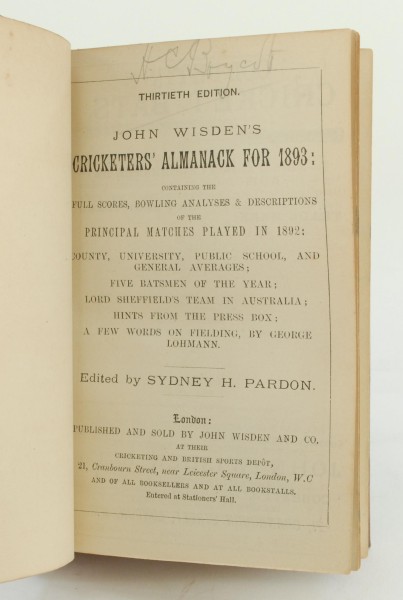 THIRTIETH EDITION.
JOHN WISDEN'S
CRICKETERS' ALMANACK FOR 1893:
CONTAINING THE
FULL SCORES, BOWLING ANALYSES & DESCRIPTIONS
OF THE
PRINCIPAL MATCHES PLAYED IN 1892:
COUNTY, UNIVERSITY, PUBLIC SCHOOL, AND
GENERAL AVERAGES;
FIVE BATSMEN OF THE YEAR;
LORD SHEFFIELD'S TEAM IN AUSTRALIA;
HINTS FROM THE PRESS BOX;
A FEW WORDS ON FIELDING, BY GEORGE
LOHMANN.
Edited by SYDNEY H. PARDON.
London:
PUBLISHED AND SOLD BY JOHN WISDEN AND CO.
AT THEIR
CRICKETING AND BRITISH SPORTS DEPÔT,
21, Cranbourn Street, near Leicester Square, London, W.C
AND OF ALL BOOKSELLERS AND AT ALL BOOKSTALLS.
Entered at Stationers' Hall.